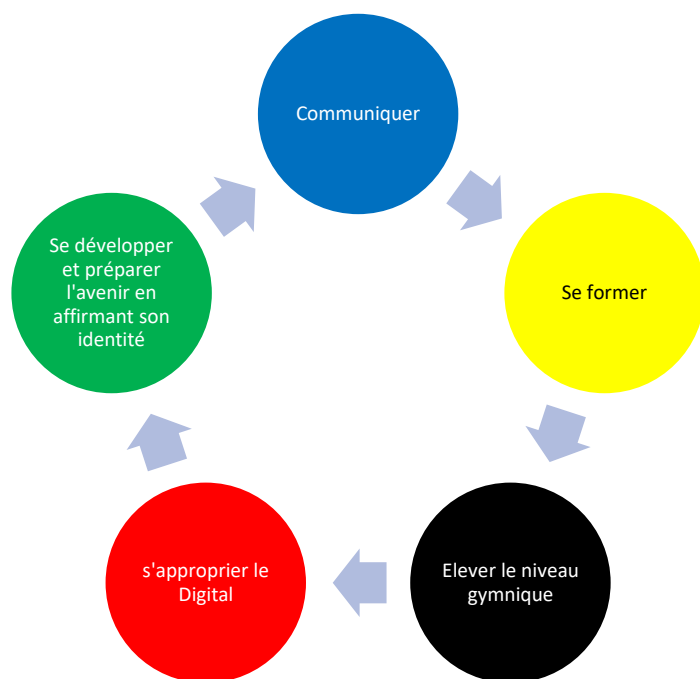 Communiquer
Se former
Elever le niveau
gymnique
s'approprier le
Digital
Se développer
et préparer
l'avenir en
affirmant son
identité